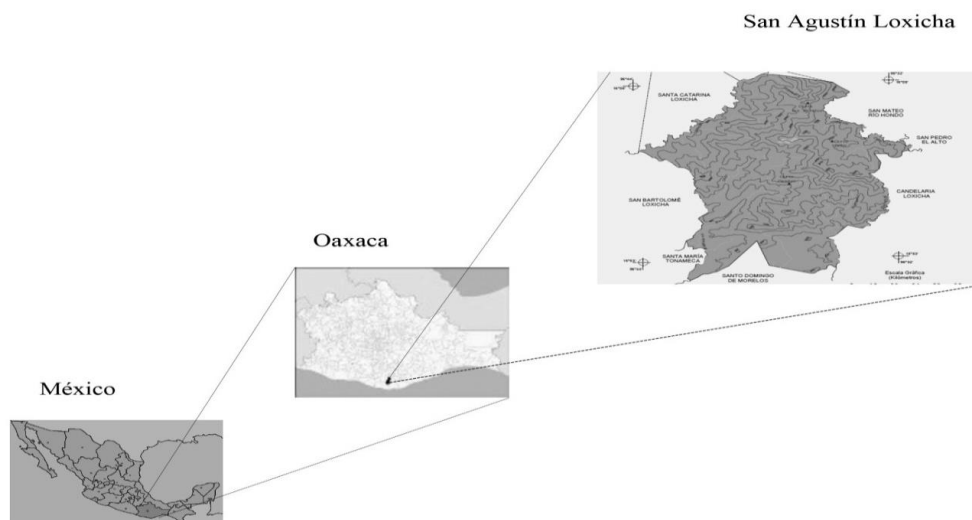 San Agustín Loxicha
SANTA CATARINA
LOXICHA
SAN MATEO
RÍO HONDO
SAN PEDRO
EL ALTO
SAN BARTOLOMÉ
LOXICHA
CANDELARIA
LOXICHA
SANTA MARÍA
TONAMECA
SANTO DOMINGO
DE MORELOS
Escala Gráfica
(Kilómetros)
Oaxaca
México